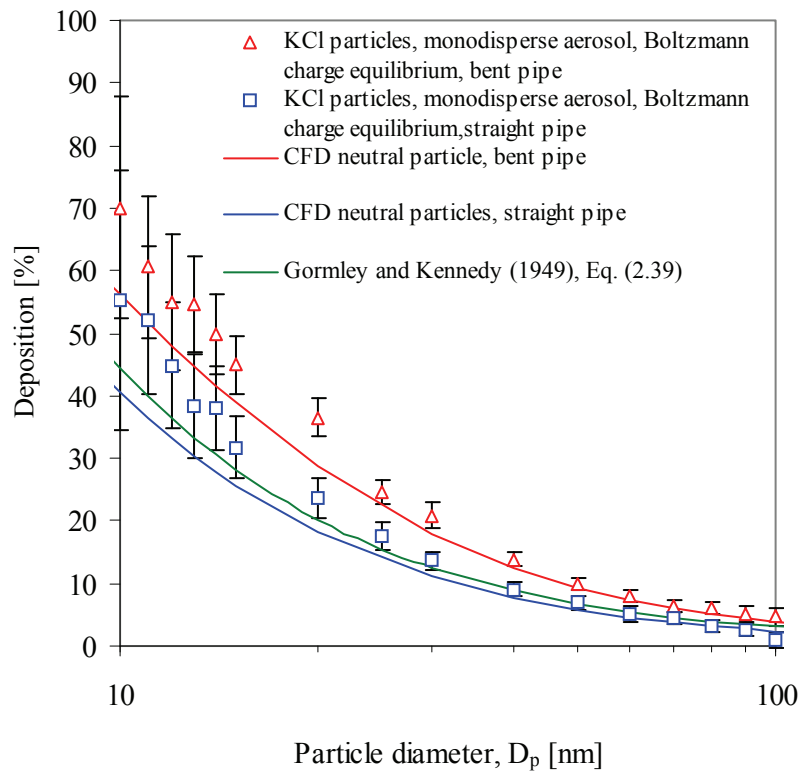 100
90
80
70
60
50
40
30
20
10
0
Deposition [%]
KCl particles, monodisperse aerosol, Boltzmann
charge equilibrium, bent pipe
KCl particles, monodisperse aerosol, Boltzmann
charge equilibrium,straight pipe
CFD neutral particle, bent pipe
CFD neutral particles, straight pipe
Gormley and Kennedy (1949), Eq. (2.39)
10
100
Particle diameter, Dp [nm]